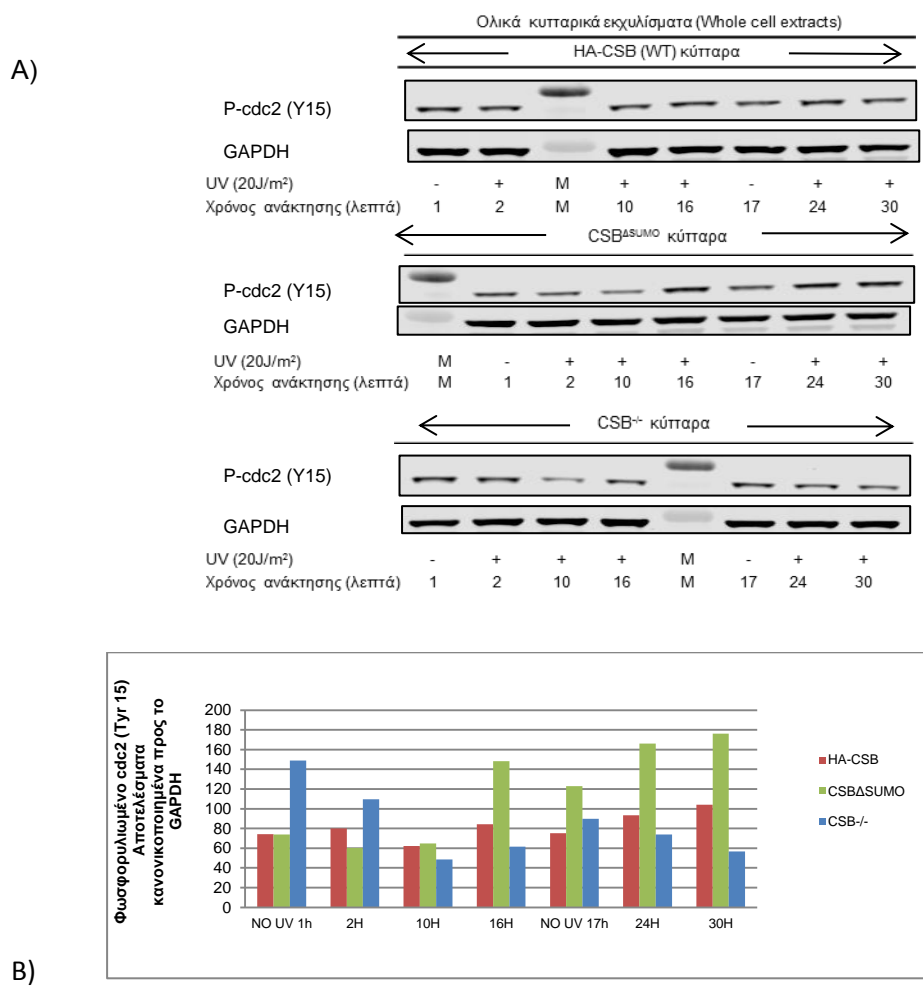 Ολικά κυτταρικά εκχυλίσματα (Whole cell extracts)
HA-CSB (WT) κύτταρα
A)
P-cdc2 (Y15)
GAPDH
UV (20J/m²) - + M + + - + +
Χρόνος ανάκτησης (λεπτά) 1 2 M 10 16 17 24 30
CSB^ΔSUMO κύτταρα
P-cdc2 (Y15)
GAPDH
UV (20J/m²) M - + + + - + +
Χρόνος ανάκτησης (λεπτά) M 1 2 10 16 17 24 30
CSB-/- κύτταρα
P-cdc2 (Y15)
GAPDH
UV (20J/m²) - + + + M - + +
Χρόνος ανάκτησης (λεπτά) 1 2 10 16 M 17 24 30
Φωσφορυλιωμένο cdc2 (Tyr 15)
Αποτελέσματα
κανονικοποιημένα προς το
GAPDH
200
180
160
140
120
100
80
60
40
20
0
NO UV 1h 2H 10H 16H NO UV 17h 24H 30H
HA-CSB
CSBΔSUMO
CSB-/-
B)